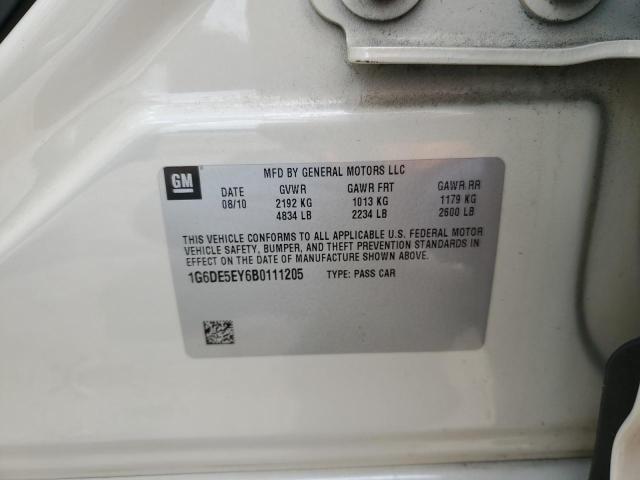 GM
MFD BY GENERAL MOTORS LLC
DATE GVWR GAWR FRT GAWR RR
08/10 2192 KG 1013 KG 1179 KG
4834 LB 2234 LB 2600 LB
THIS VEHICLE CONFORMS TO ALL APPLICABLE U.S. FEDERAL MOTOR
VEHICLE SAFETY, BUMPER, AND THEFT PREVENTION STANDARDS
IN EFFECT ON THE DATE OF MANUFACTURE SHOWN ABOVE.
1G6DE5EY6B0111205 TYPE: PASS CAR